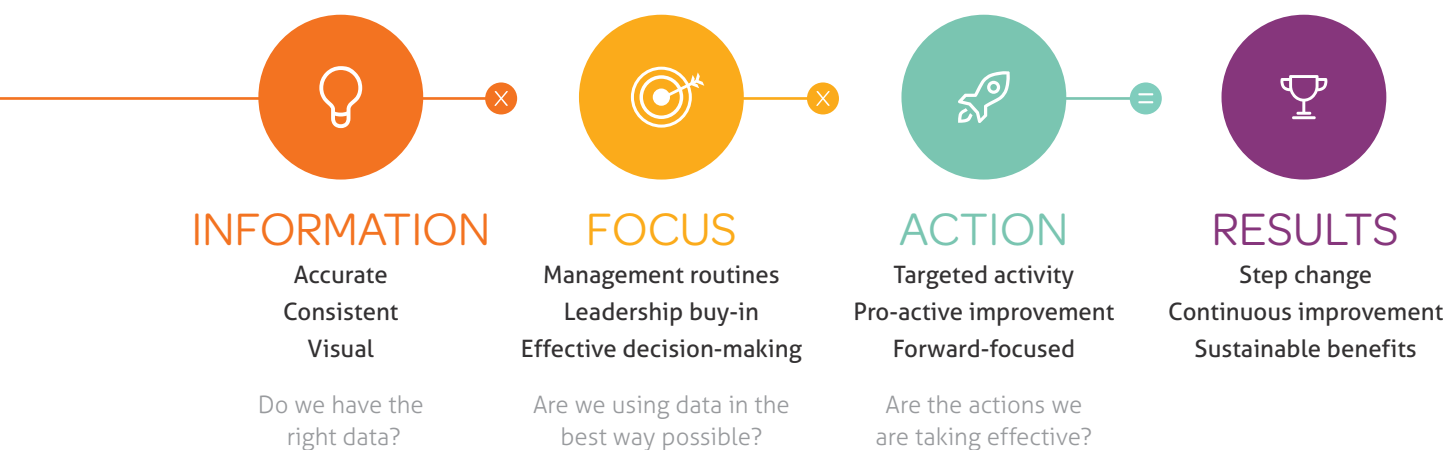 X
X
=
INFORMATION
Accurate
Consistent
Visual
Do we have the
right data?
FOCUS
Management routines
Leadership buy-in
Effective decision-making
Are we using data in the
best way possible?
ACTION
Targeted activity
Pro-active improvement
Forward-focused
Are the actions we
are taking effective?
RESULTS
Step change
Continuous improvement
Sustainable benefits